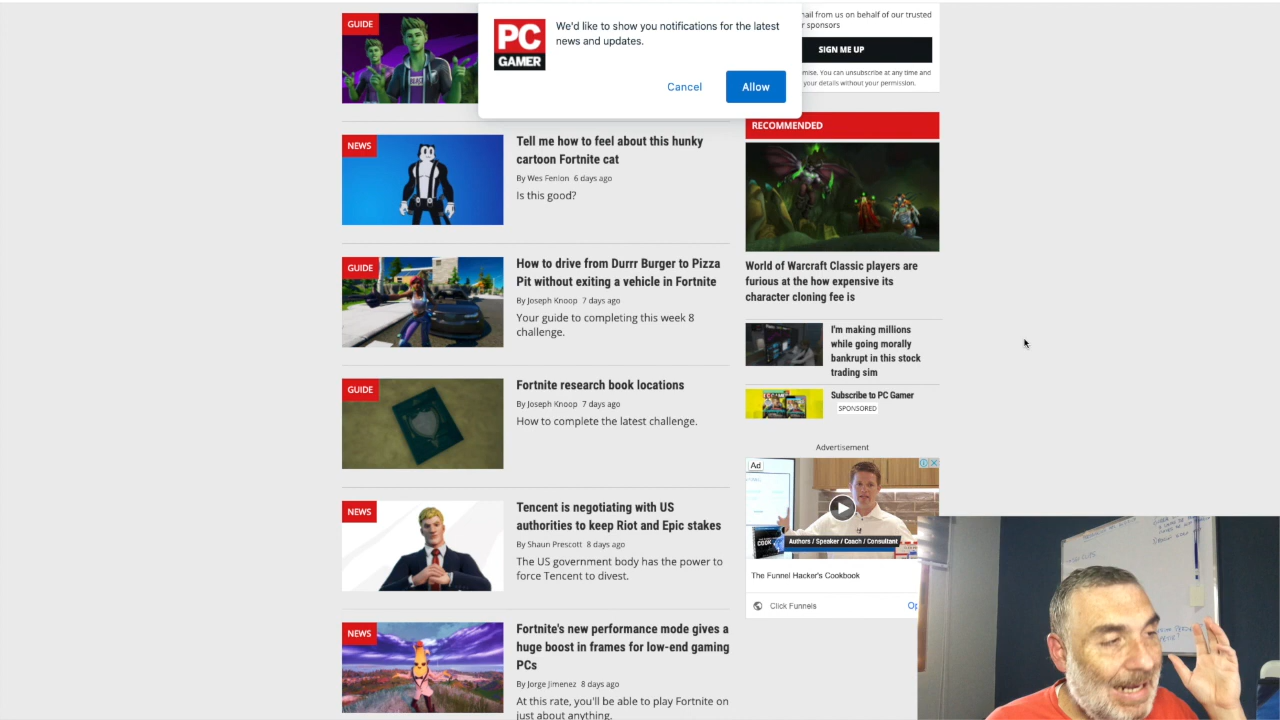 PC
GAMER
We'd like to show you notifications for the latest
news and updates.
Cancel
Allow
GUIDE
NEWS
Tell me how to feel about this hunky
cartoon Fortnite cat
By Wes Fenlon 6 days ago
Is this good?
GUIDE
How to drive from Durrr Burger to Pizza
Pit without exiting a vehicle in Fortnite
By Joseph Knoop 7 days ago
Your guide to completing this week 8
challenge.
GUIDE
Fortnite research book locations
By Joseph Knoop 7 days ago
How to complete the latest challenge.
NEWS
Tencent is negotiating with US
authorities to keep Riot and Epic stakes
By Shaun Prescott 8 days ago
The US government body has the power to
force Tencent to divest.
NEWS
Fortnite's new performance mode gives a
huge boost in frames for low-end gaming
PCs
By Jorge Jimenez 8 days ago
At this rate, you'll be able to play Fortnite on
just about anything.
from us on behalf of our trusted
sponsors
SIGN ME UP
You can unsubscribe at any time and
your details without your permission.
RECOMMENDED
World of Warcraft Classic players are
furious at the how expensive its
character cloning fee is
I'm making millions
while going morally
bankrupt in this stock
trading sim
Subscribe to PC Gamer
SPONSORED
Advertisement
Ad
COOK
Authors / Speaker / Coach / Consultant
The Funnel Hacker's Cookbook
Click Funnels